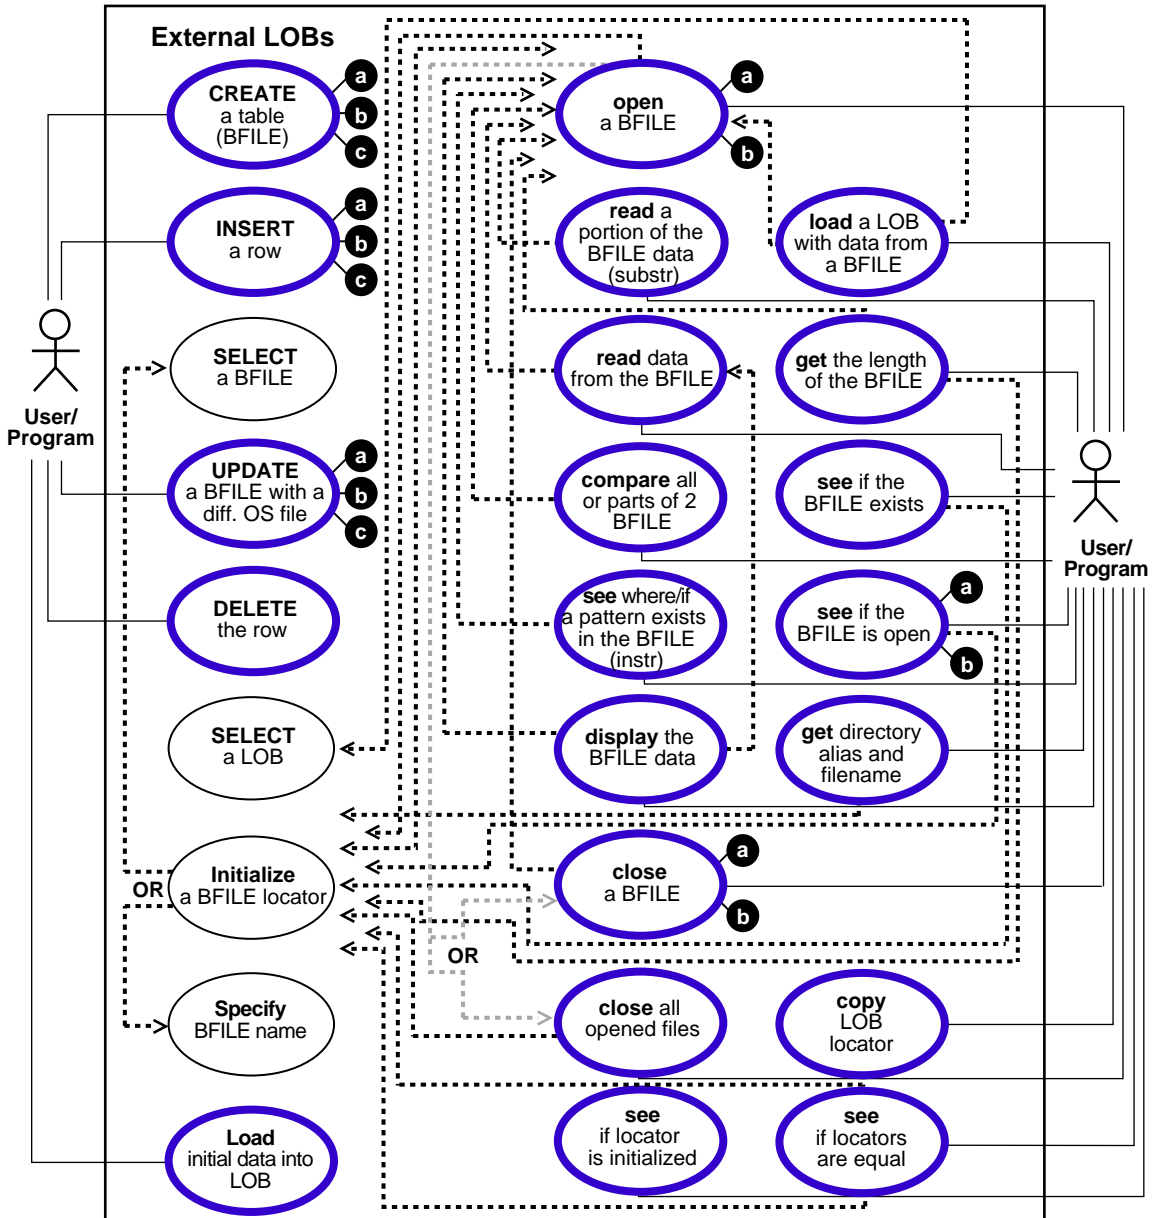 External LOBs
CREATE
a table
(BFILE)
a
b
c
INSERT
a row
a
b
c
SELECT
a BFILE
User/
Program
UPDATE
a BFILE with a
diff. OS file
a
b
c
DELETE
the row
SELECT
a LOB
OR
Initialize
a BFILE locator
Specify
BFILE name
Load
initial data into
LOB
open
a BFILE
a
b
read a
portion of the
BFILE data
(substr)
load a LOB
with data from
a BFILE
read data
from the BFILE
get the length
of the BFILE
compare all
or parts of 2
BFILE
see if the
BFILE exists
User/
Program
see where/if
a pattern exists
in the BFILE
(instr)
see if the
BFILE is open
a
b
display the
BFILE data
get directory
alias and
filename
close
a BFILE
a
b
OR
close all
opened files
copy
LOB
locator
see
if locator
is initialized
see
if locators
are equal